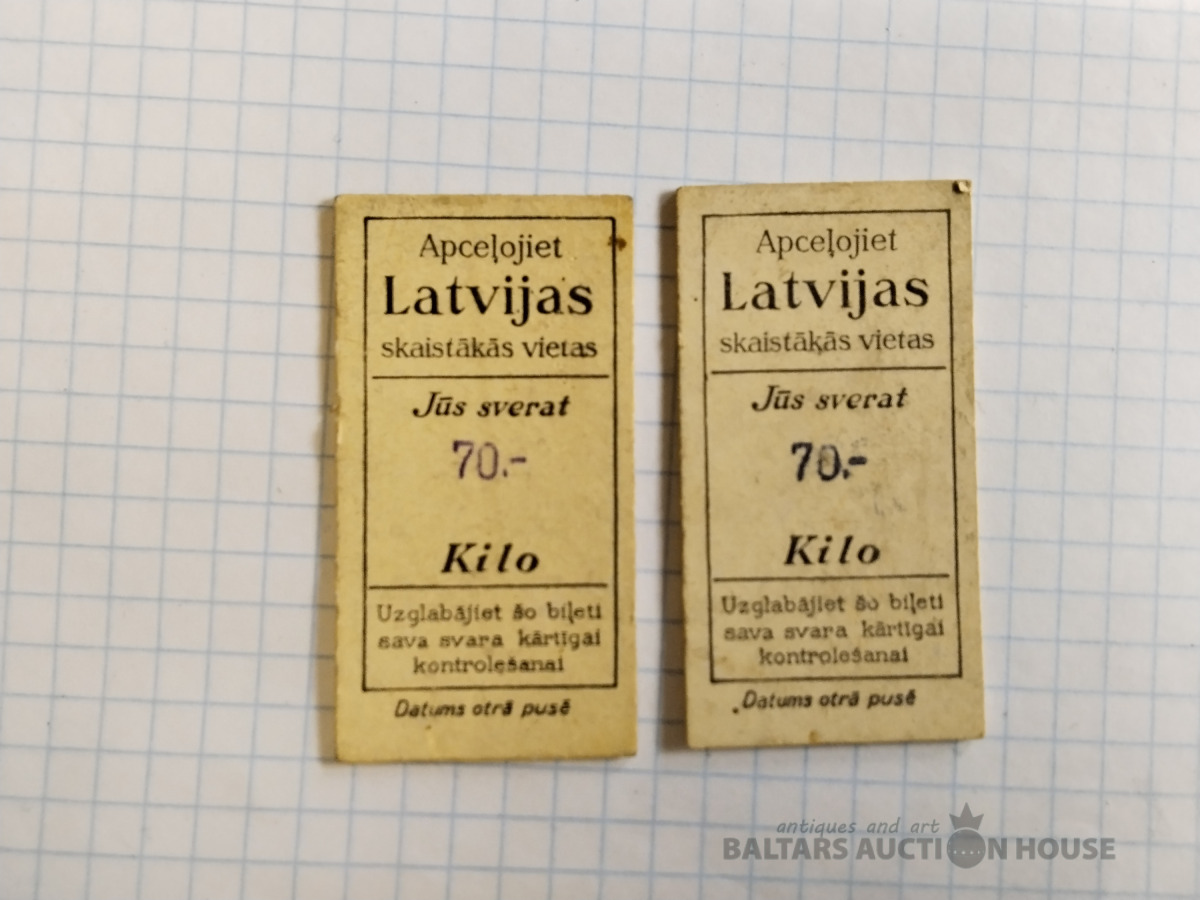 Apceļojiet
Latvijas
skaistākās vietas
Jūs sverat
70.-
Kilo
Uzglabājiet šo biļeti
sava svara kārtīgai
kontrolešanai
Datums otrā pusē
Apceļojiet
Latvijas
skaistāķās vietas
Jūs sverat
70.-
Kilo
Uzglabājiet šo biļeti
sava svara kārtīgai
kontrolešanai
Datums otrā pusē
antiques and art
BALTARS AUCTION HOUSE